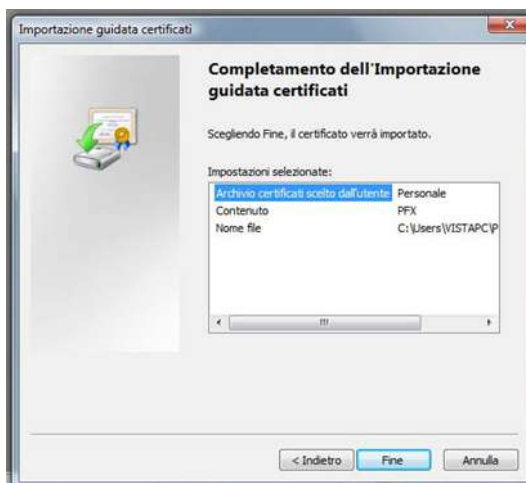 Importazione guidata certificati
Completamento dell'Importazione
guidata certificati
Scegliendo Fine, il certificato verrà importato.
Impostazioni selezionate:
Archivio certificati scelto dall'utente Personale
Contenuto PFX
Nome file C:\Users\VISTAPC\P
< Indietro Fine Annulla